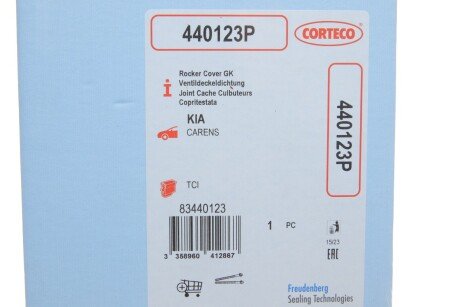 440123P
CORTECO
Rocker Cover GK
Ventildeckeldichtung
Joint Cache Culbuteurs
Copritestata
KIA
CARENS
440123P
TCI
83440123
1 PC
3 358960 412867
15/23
EAC
Freudenberg
Sealing Technologies